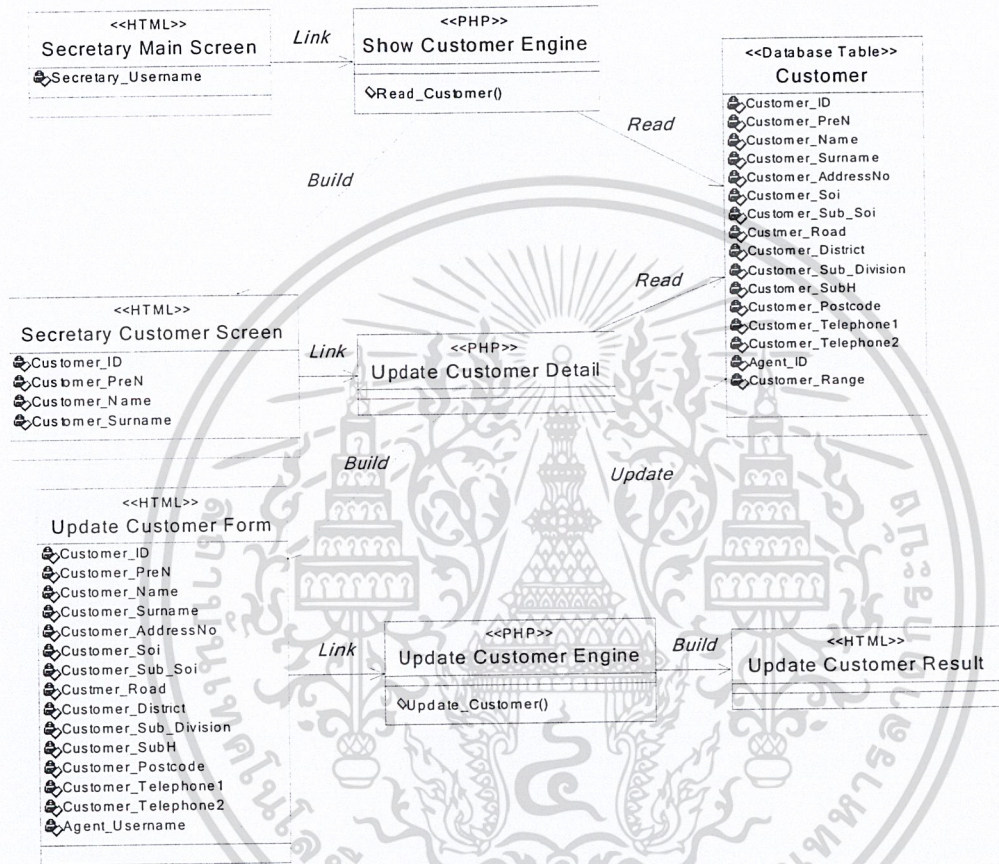 <<HTML>>
Secretary Main Screen
Secretary_Username
Link
<<PHP>>
Show Customer Engine
Read_Customer()
Read
Build
<<Database Table>>
Customer
Customer_ID
Customer_PreN
Customer_Name
Customer_Surname
Customer_AddressNo
Customer_Soi
Customer_Sub_Soi
Custmer_Road
Customer_District
Customer_Sub_Division
Customer_SubH
Customer_Postcode
Customer_Telephone1
Customer_Telephone2
Agent_ID
Customer_Range
<<HTML>>
Secretary Customer Screen
Customer_ID
Customer_PreN
Customer_Name
Customer_Surname
Link
<<PHP>>
Update Customer Detail
Read
Build
Update
<<HTML>>
Update Customer Form
Customer_ID
Customer_PreN
Customer_Name
Customer_Surname
Customer_AddressNo
Customer_Soi
Customer_Sub_Soi
Custmer_Road
Customer_District
Customer_Sub_Division
Customer_SubH
Customer_Postcode
Customer_Telephone1
Customer_Telephone2
Agent_Username
Link
<<PHP>>
Update Customer Engine
Update_Customer()
Build
<<HTML>>
Update Customer Result